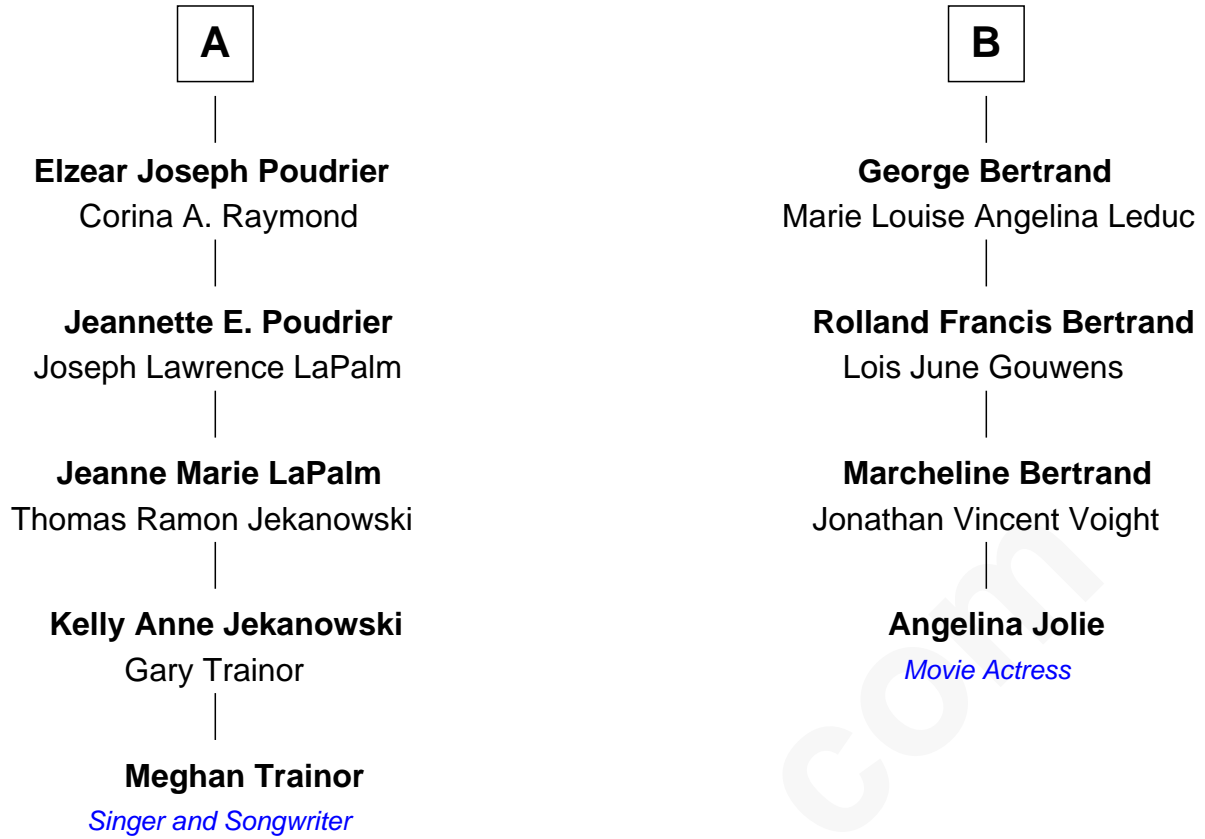 A
Elzear Joseph Poudrier
Corina A. Raymond
Jeannette E. Poudrier
Joseph Lawrence LaPalm
Jeanne Marie LaPalm
Thomas Ramon Jekanowski
Kelly Anne Jekanowski
Gary Trainor
Meghan Trainor
Singer and Songwriter
B
George Bertrand
Marie Louise Angelina Leduc
Rolland Francis Bertrand
Lois June Gouwens
Marcheline Bertrand
Jonathan Vincent Voight
Angelina Jolie
Movie Actress
com